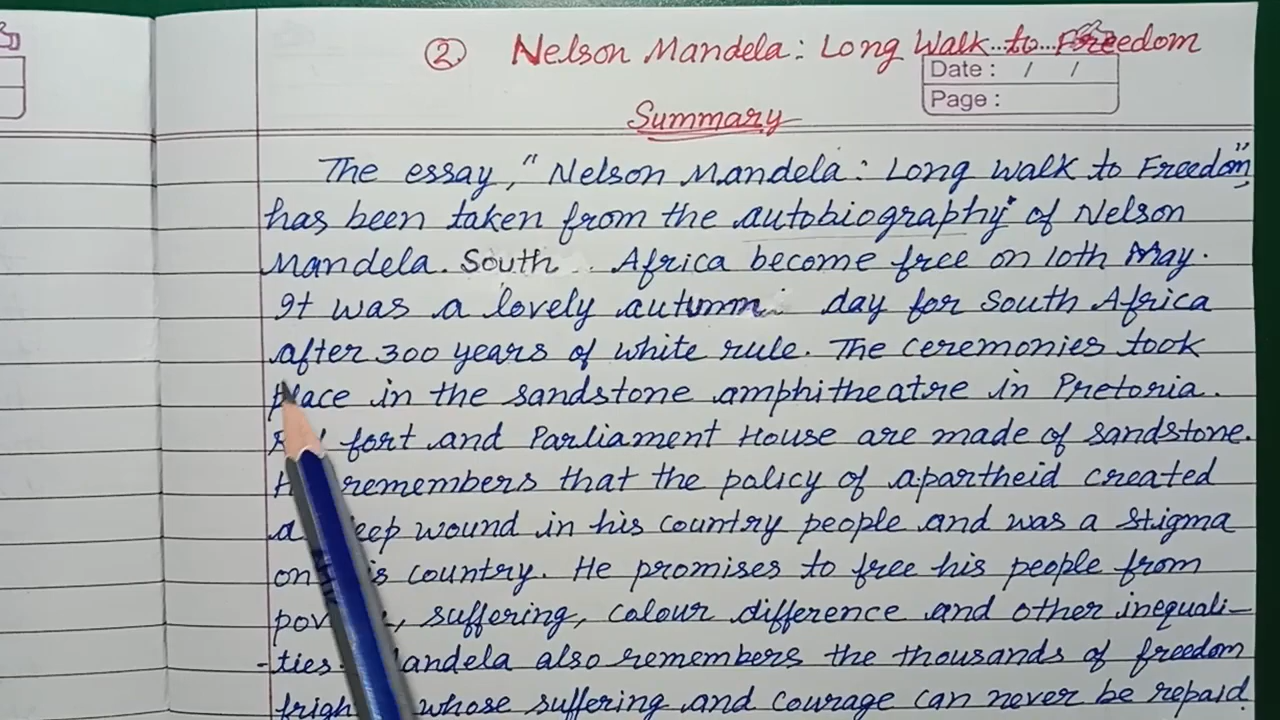 ② Nelson Mandela: Long Walk to Freedom
Date : / /
Page :
Summary
The essay, "Nelson Mandela: Long Walk to Freedom",
has been taken from the autobiography of Nelson
Mandela. South Africa become free on 10th May.
It was a lovely autumn day for South Africa
after 300 years of white rule. The ceremonies took
place in the sandstone amphitheatre in Pretoria.
fort and Parliament House are made of sandstone.
remembers that the policy of apartheid created
a wound in his country people and was a stigma
on country. He promises to free his people from
suffering, colour difference and other inequali-
-ties. Mandela also remembers the thousands of freedom
whose suffering and courage can never be repaid.